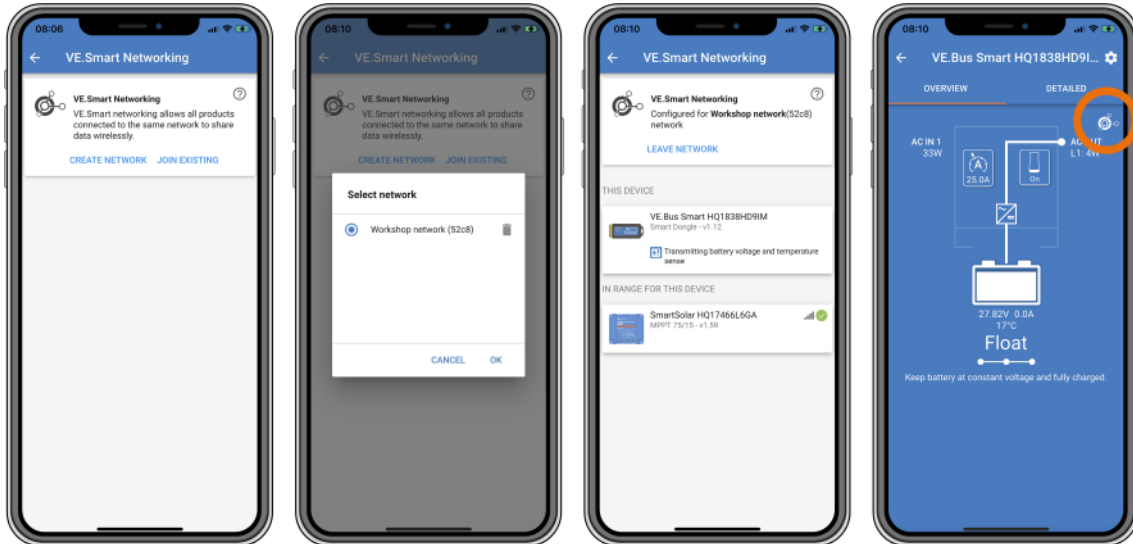 08:06
VE.Smart Networking
VE.Smart Networking
VE.Smart networking allows all products
connected to the same network to share
data wirelessly.
CREATE NETWORK JOIN EXISTING
08:10
VE.Smart Networking
VE.Smart Networking
VE.Smart networking allows all products
connected to the same network to share
data wirelessly.
CREATE NETWORK JOIN EXISTING
Select network
Workshop network (52c8)
CANCEL OK
08:10
VE.Smart Networking
VE.Smart Networking
Configured for Workshop network(52c8)
network
LEAVE NETWORK
THIS DEVICE
VE.Bus Smart HQ1838HD9IM
Smart Dongle - v1.12
Transmitting battery voltage and temperature
sense
IN RANGE FOR THIS DEVICE
SmartSolar HQ17466L6GA
MPPT 75/15 - v1.59
08:10
VE.Bus Smart HQ1838HD9I...
OVERVIEW DETAILED
AC IN 1
33W
25.0A
On
AC OUT
L1: 4W
27.82V 0.0A
17°C
Float
Keep battery at constant voltage and fully charged.